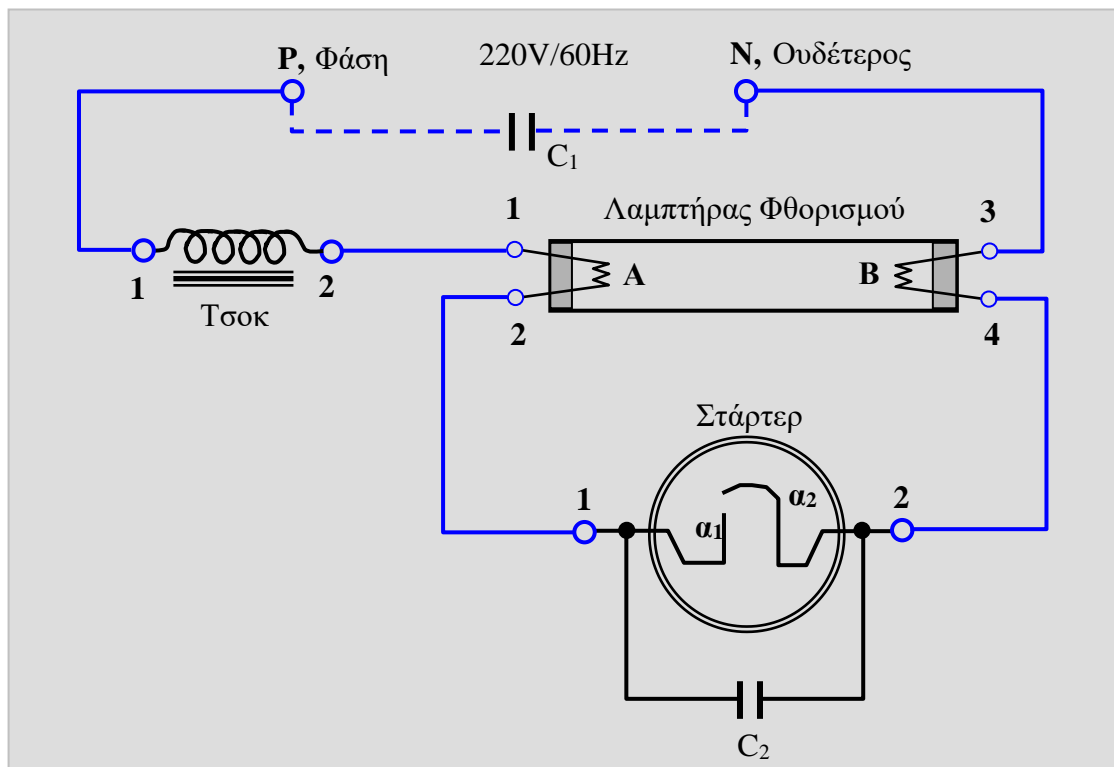 P, Φάση 220V/60Hz N, Ουδέτερος
C1
1 Λαμπτήρας Φθορισμού 3
1 2 A B
Τσοκ 2 4
Στάρτερ
1 α1 α2 2
C2